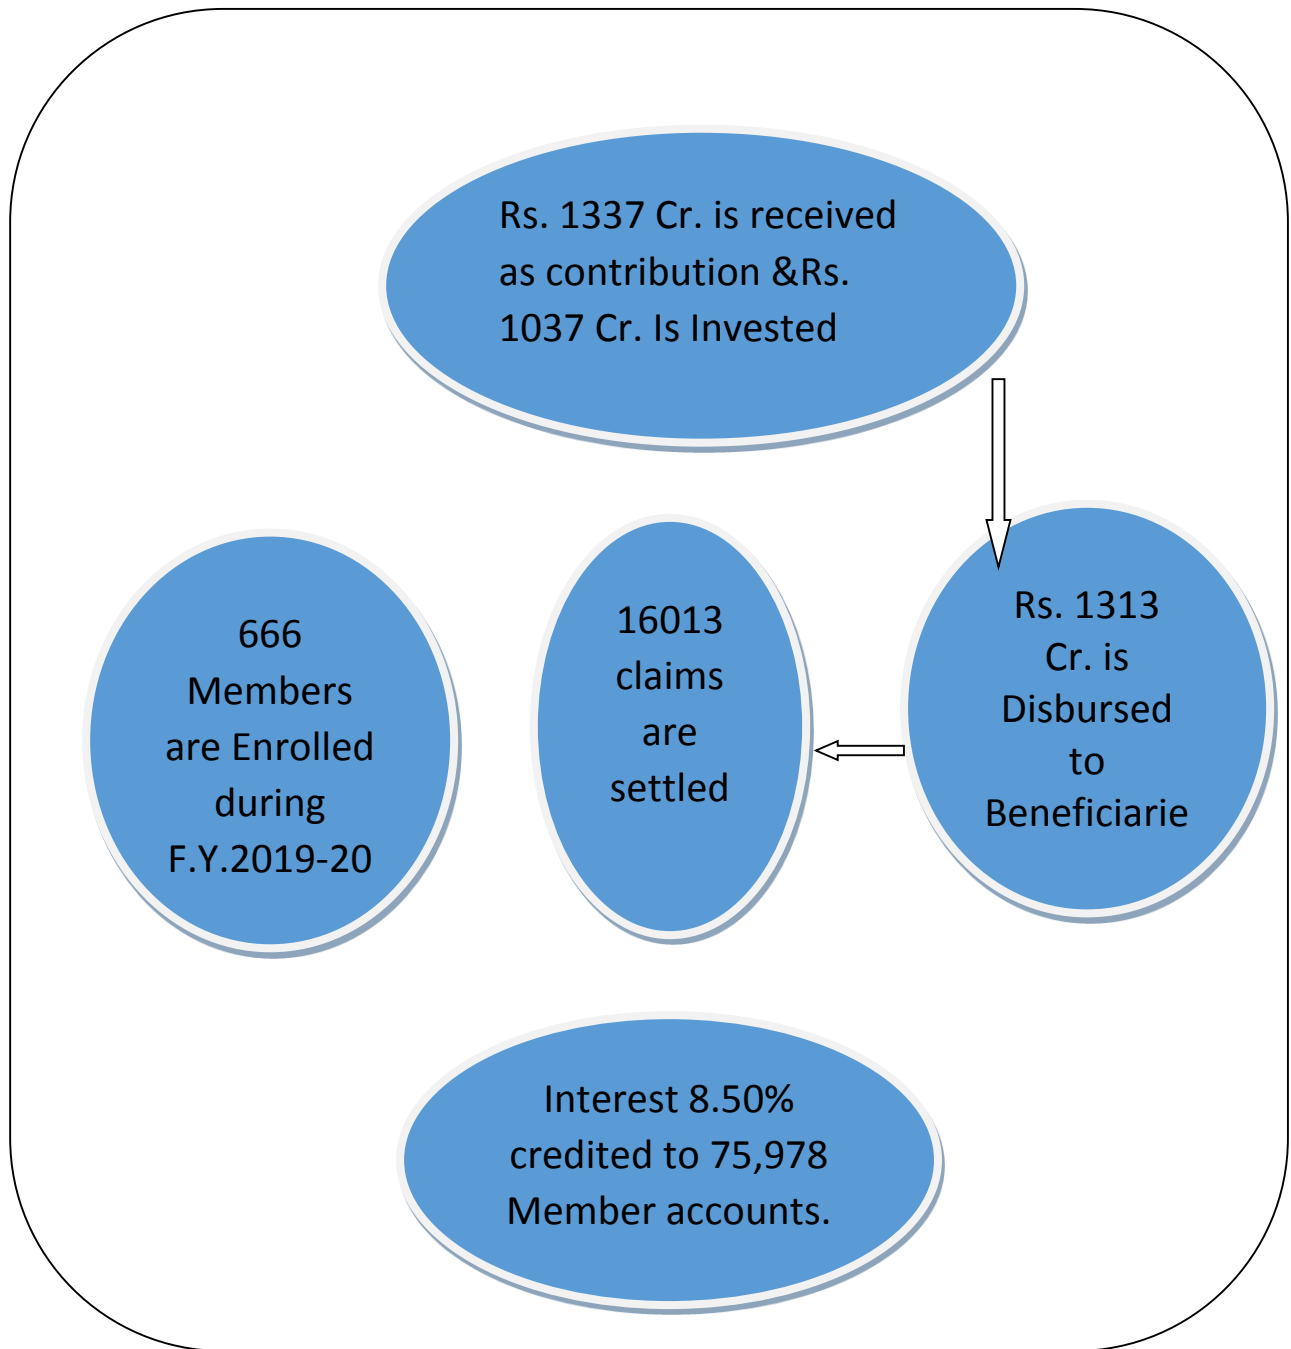 Rs. 1337 Cr. is received
as contribution &Rs.
1037 Cr. Is Invested
666
Members
are Enrolled
during
F.Y.2019-20
16013
claims
are
settled
Rs. 1313
Cr. is
Disbursed
to
Beneficiarie
Interest 8.50%
credited to 75,978
Member accounts.